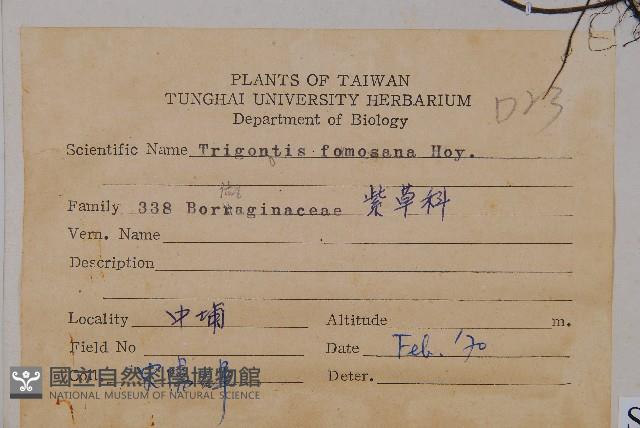 PLANTS OF TAIWAN
TUNGHAI UNIVERSITY HERBARIUM
Department of Biology
D23
Scientific Name Trigontis fomosana Hoy.
Family 338 Borraginaceae 紫草科
Vern. Name
Description
Locality 中埔
Altitude m.
Field No
Date Feb. '70
Coll.
Deter.
國立自然科學博物館
NATIONAL MUSEUM OF NATURAL SCIENCE